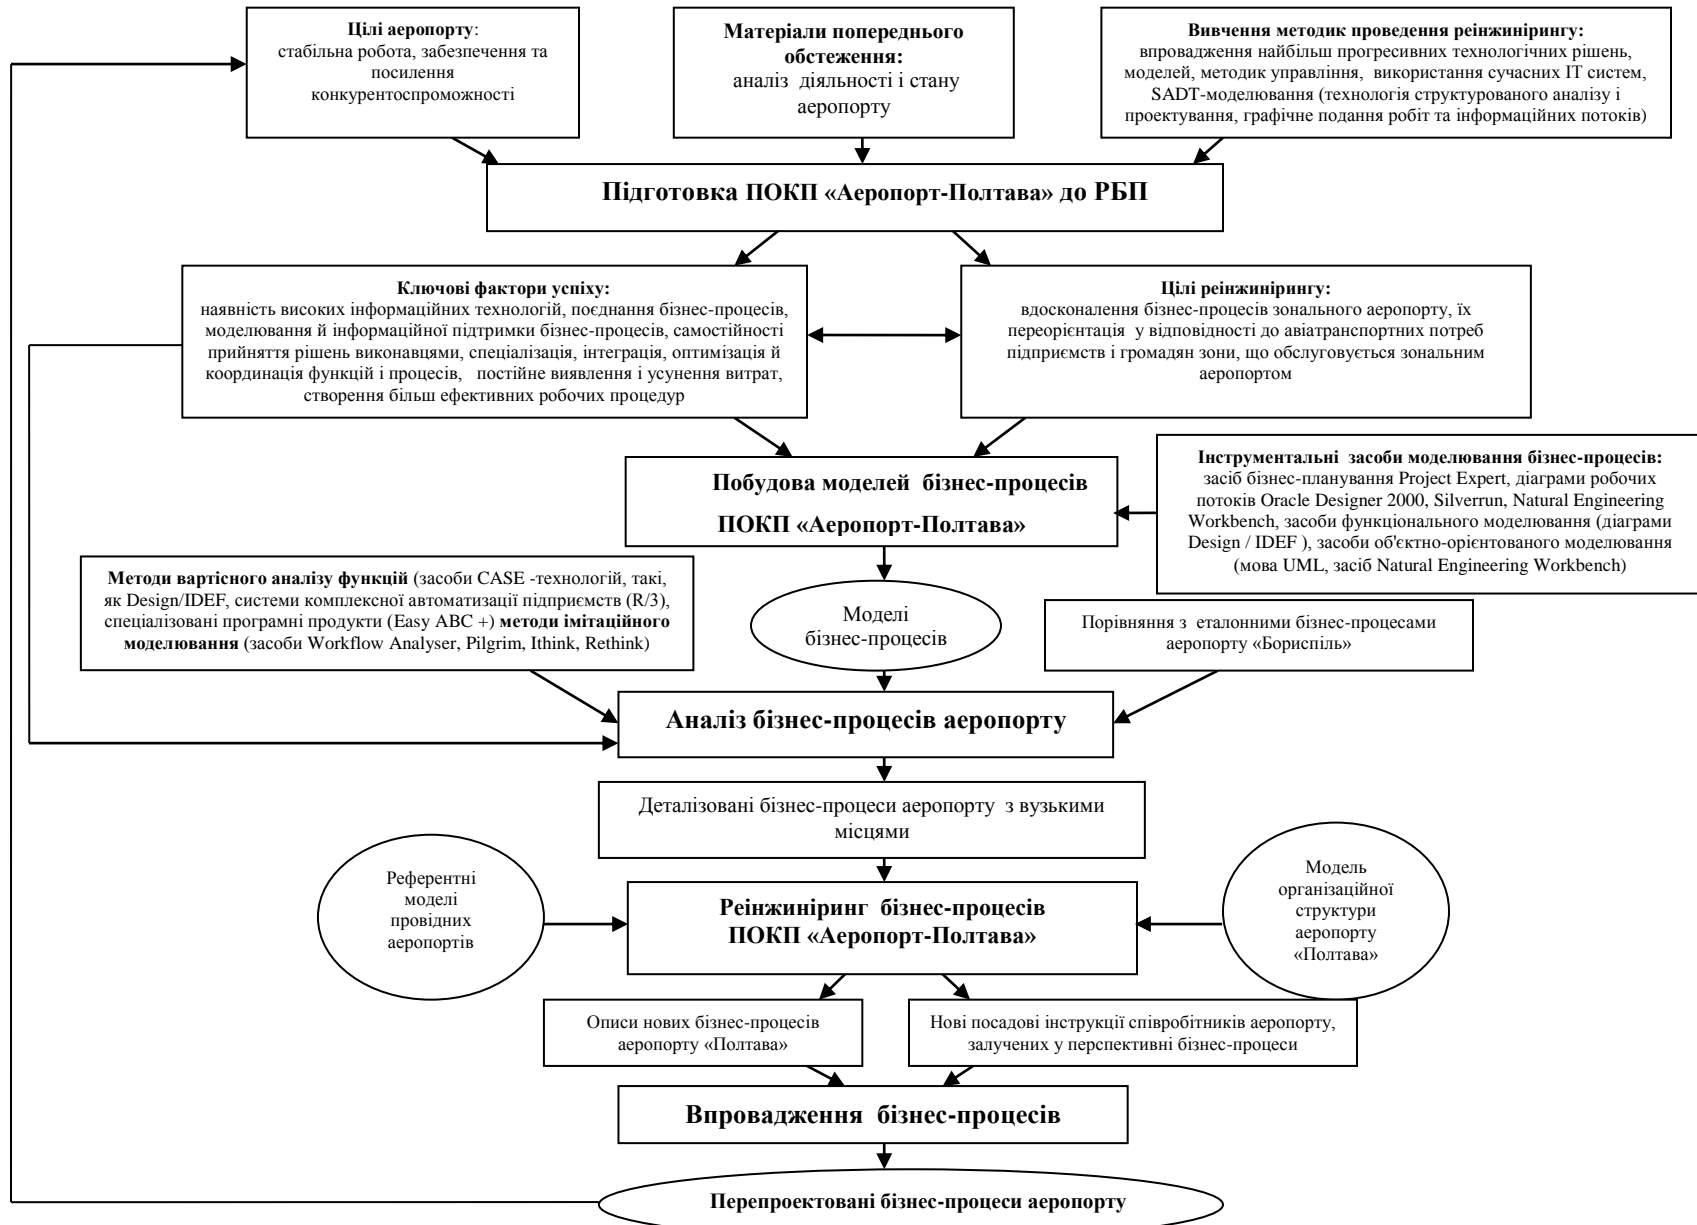 Цілі аеропорту:
стабільна робота, забезпечення та
посилення
конкурентоспроможності
Матеріали попереднього
обстеження:
аналіз діяльності і стану
аеропорту
Вивчення методик проведення реінжинірингу:
впровадження найбільш прогресивних технологічних рішень,
моделей, методик управління, використання сучасних ІТ систем,
SADT-моделювання (технологія структурованого аналізу і
проектування, графічне подання робіт та інформаційних потоків)
Підготовка ПОКП «Аеропорт-Полтава» до РБП
Ключові фактори успіху:
наявність високих інформаційних технологій, поєднання бізнес-процесів,
моделювання й інформаційної підтримки бізнес-процесів, самостійності
прийняття рішень виконавцями, спеціалізація, інтеграція, оптимізація й
координація функцій і процесів, постійне виявлення і усунення витрат,
створення більш ефективних робочих процедур
Цілі реінжинірингу:
вдосконалення бізнес-процесів зонального аеропорту, їх
переорієнтація у відповідності до авіатранспортних потреб
підприємств і громадян зони, що обслуговується зональним
аеропортом
Побудова моделей бізнес-процесів
ПОКП «Аеропорт-Полтава»
Інструментальні засоби моделювання бізнес-процесів:
засіб бізнес-планування Project Expert, діаграми робочих
потоків Oracle Designer 2000, Silverrun, Natural Engineering
Workbench, засоби функціонального моделювання (діаграми
Design / IDEF ), засоби об'єктно-орієнтованого моделювання
(мова UML, засіб Natural Engineering Workbench)
Методи вартісного аналізу функцій (засоби CASE -технологій, такі,
як Design/IDEF, системи комплексної автоматизації підприємств (R/3),
спеціалізовані програмні продукти (Easy ABC +) методи імітаційного
моделювання (засоби Workflow Analyser, Pilgrim, Ithink, Rethink)
Моделі
бізнес-процесів
Порівняння з еталонними бізнес-процесами
аеропорту «Бориспіль»
Аналіз бізнес-процесів аеропорту
Деталізовані бізнес-процеси аеропорту з вузькими
місцями
Референтні
моделі
провідних
аеропортів
Реінжиніринг бізнес-процесів
ПОКП «Аеропорт-Полтава»
Модель
організаційної
структури
аеропорту
«Полтава»
Описи нових бізнес-процесів
аеропорту «Полтава»
Нові посадові інструкції співробітників аеропорту,
залучених у перспективні бізнес-процеси
Впровадження бізнес-процесів
Перепроектовані бізнес-процеси аеропорту